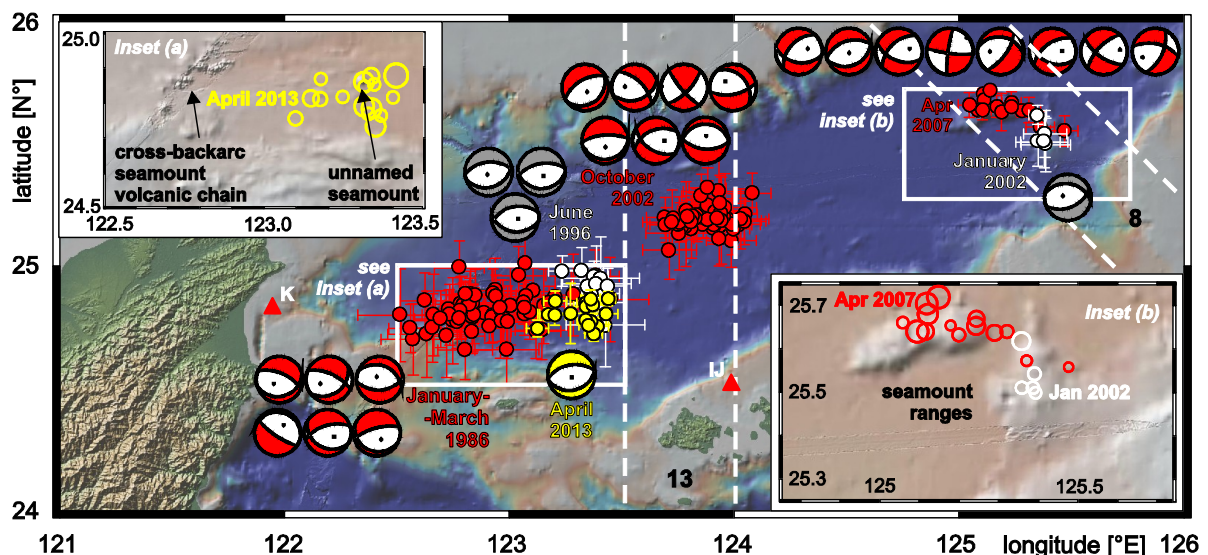 26
25
24
latitude [N°]
121
122
123
124
125
126
longitude [°E]
Inset (a)
25.0
24.5
122.5
123.0
123.5
April 2013
cross-backarc
seamount
volcanic chain
unnamed
seamount
see
inset (b)
Apr
2007
January
2002
8
October
2002
June
1996
see
Inset (a)
K
IJ
January-
-March
1986
April
2013
13
Inset (b)
25.7
25.5
25.3
125
125.5
Apr 2007
Jan 2002
seamount
ranges